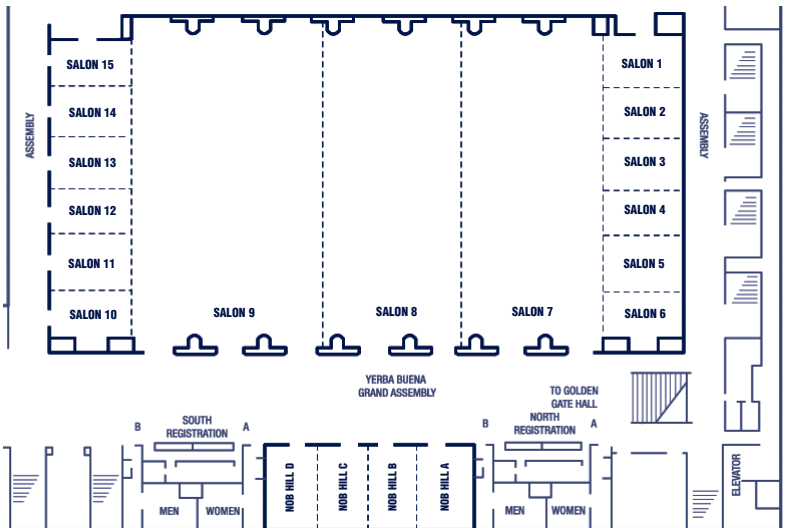 SALON 15
SALON 1
SALON 14
SALON 2
ASSEMBLY
ASSEMBLY
SALON 13
SALON 3
SALON 12
SALON 4
SALON 11
SALON 5
SALON 10
SALON 9
SALON 8
SALON 7
SALON 6
YERBA BUENA
GRAND ASSEMBLY
TO GOLDEN
GATE HALL
B
SOUTH
REGISTRATION
A
B
NORTH
REGISTRATION
A
NOB HILL D
NOB HILL C
NOB HILL B
NOB HILL A
ELEVATOR
MEN
WOMEN
MEN
WOMEN